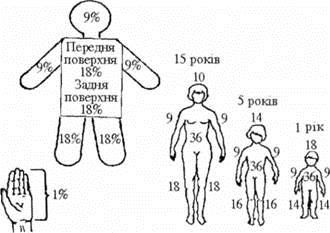 9%
Передня
9% поверхня 9%
18%
Задня
поверхня
18%
18% 18%
1%
15 років
10
9 9
36
18 18
5 років
14
9 9
36
16 16
1 рік
18
9 36 9
14 14